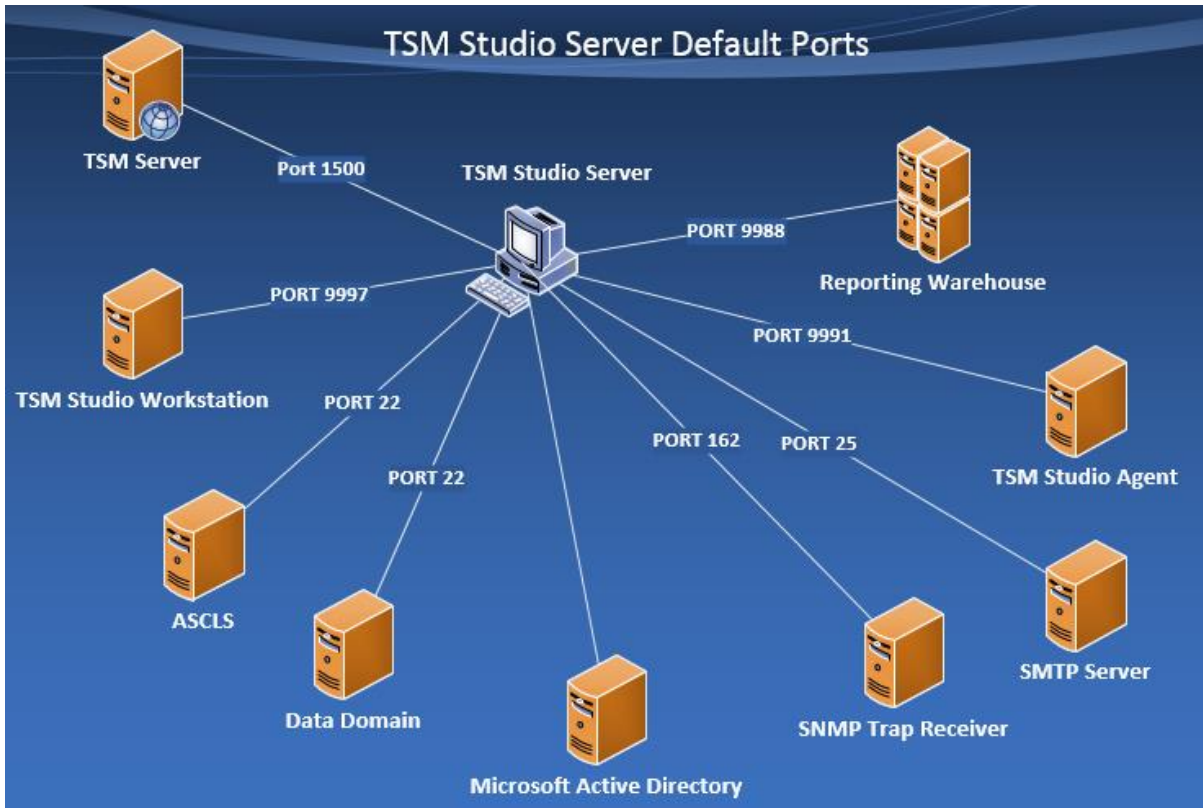 TSM Studio Server Default Ports
TSM Server
Port 1500
TSM Studio Server
PORT 9988
Reporting Warehouse
PORT 9997
TSM Studio Workstation
PORT 9991
TSM Studio Agent
PORT 22
PORT 162
PORT 25
PORT 22
ASCLS
Data Domain
Microsoft Active Directory
SNMP Trap Receiver
SMTP Server